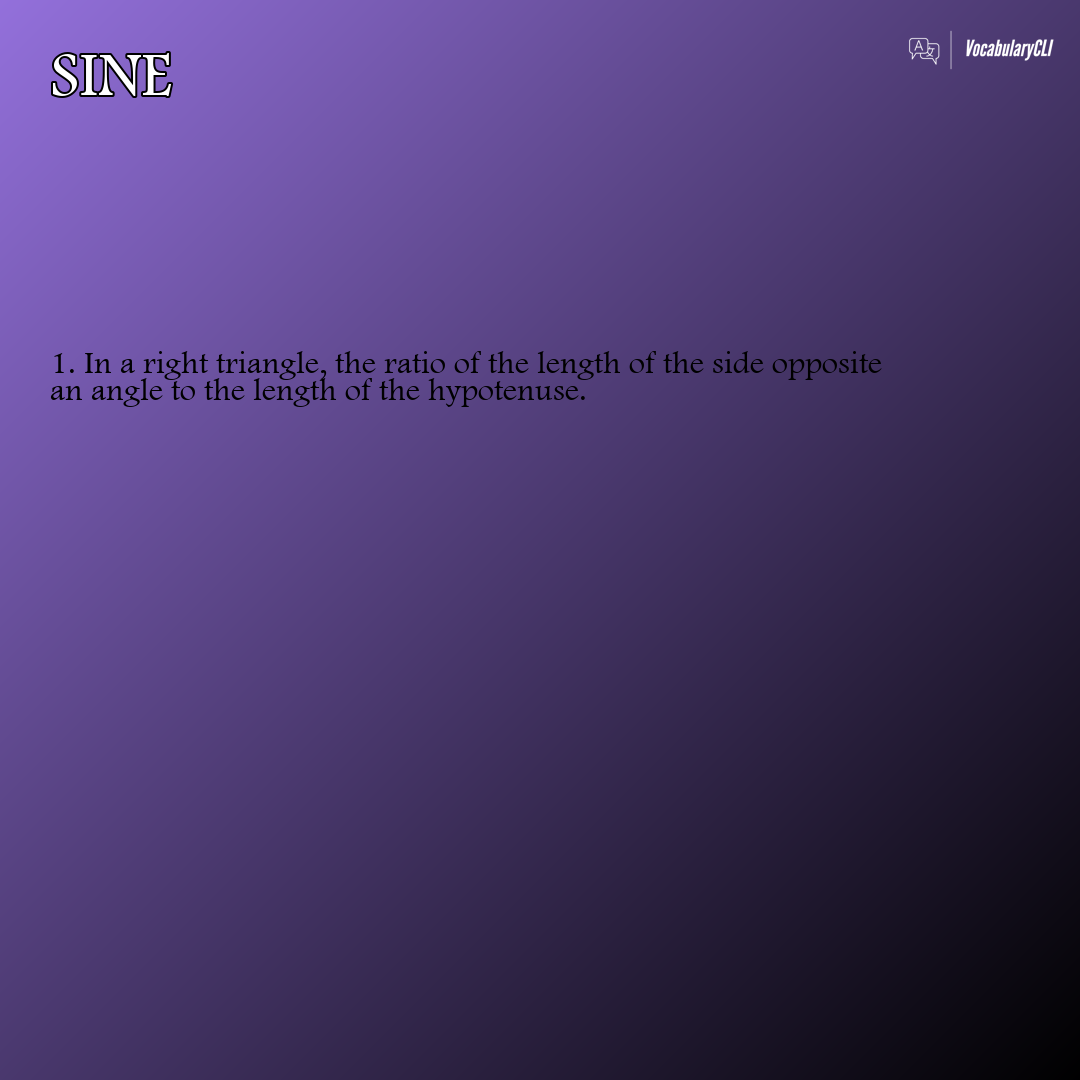 SINE
VocabularyCLI
1. In a right triangle, the ratio of the length of the side opposite
an angle to the length of the hypotenuse.